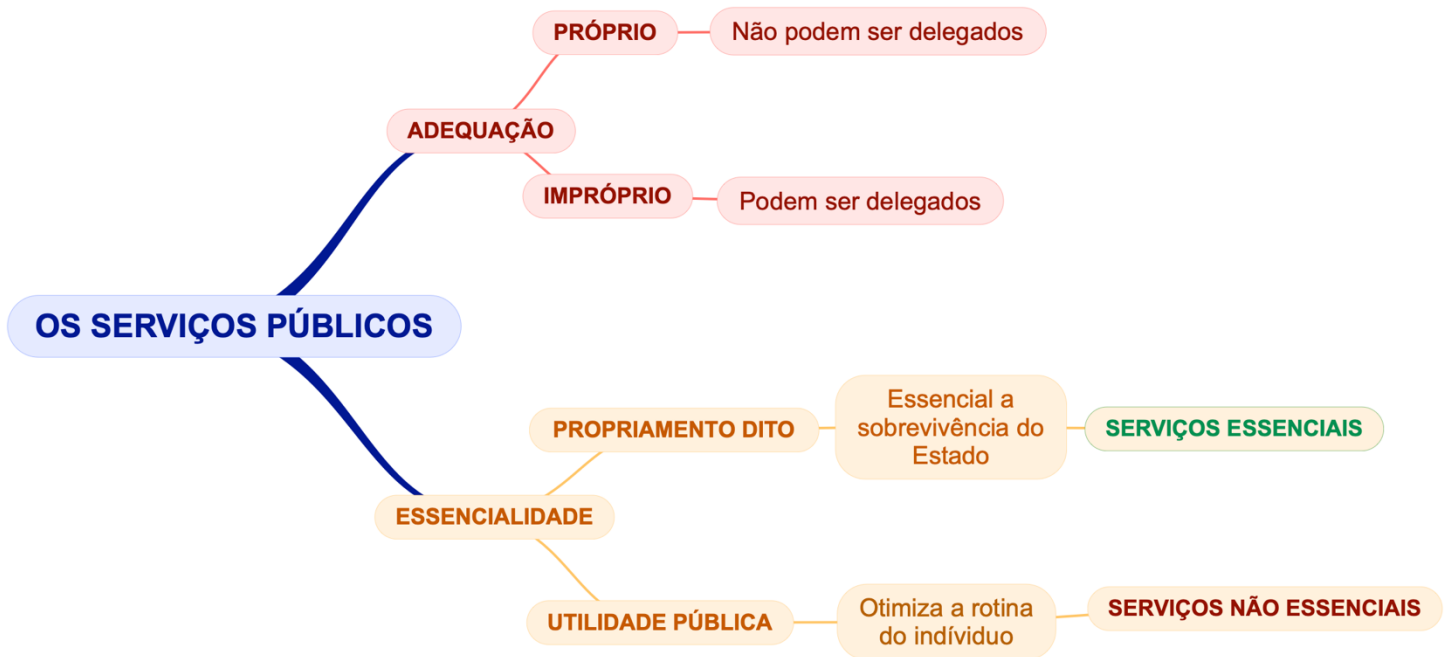 OS SERVIÇOS PÚBLICOS
ADEQUAÇÃO
PRÓPRIO
Não podem ser delegados
IMPRÓPRIO
Podem ser delegados
ESSENCIALIDADE
PROPRIAMENTO DITO
Essencial a
sobrevivência do
Estado
SERVIÇOS ESSENCIAIS
UTILIDADE PÚBLICA
Otimiza a rotina
do indíviduo
SERVIÇOS NÃO ESSENCIAIS